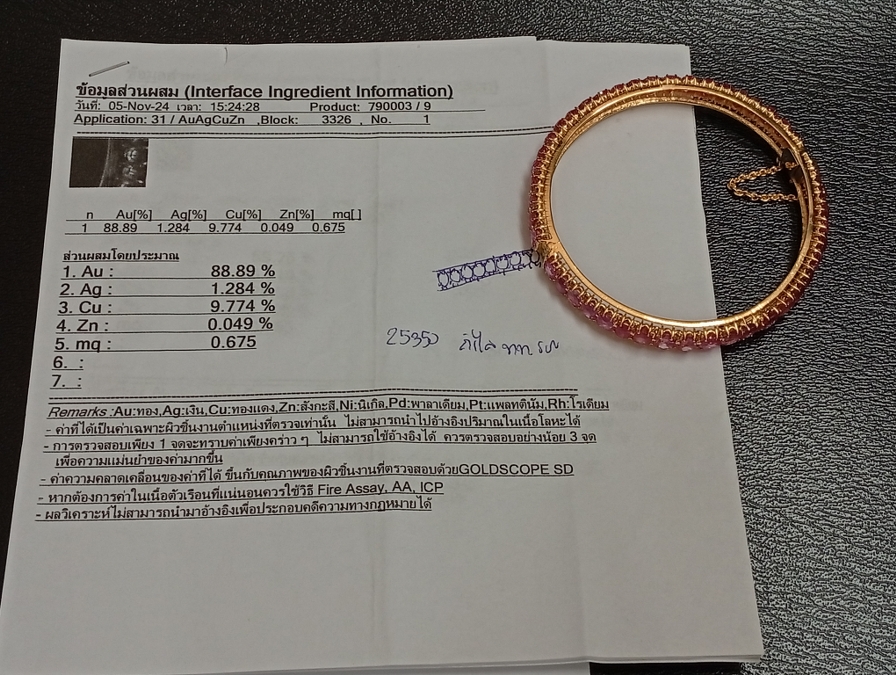 ข้อมูลส่วนผสม (Interface Ingredient Information)
วันที่: 05-Nov-24 เวลา: 15:24:28 Product: 790003 / 9
Application: 31 / AuAgCuZn ,Block: 3326 , No. 1
n Au[%] Ag[%] Cu[%] Zn[%] mq[ ]
1 88.89 1.284 9.774 0.049 0.675
ส่วนผสมโดยประมาณ
1. Au : 88.89 %
2. Ag : 1.284 %
3. Cu : 9.774 %
4. Zn : 0.049 %
5. mq : 0.675
6. :
7. :
25350 กำไล
Remarks :Au:ทอง,Ag:เงิน,Cu:ทองแดง,Zn:สังกะสี,Ni:นิเกิล,Pd:พาลาเดียม,Pt:แพลทตินั่ม,Rh:โรเดียม
- ค่าที่ได้เป็นค่าเฉพาะผิวชิ้นงานตำแหน่งที่ตรวจเท่านั้น ไม่สามารถนำไปอ้างอิงปริมาณในเนื้อโลหะได้
- การตรวจสอบเพียง 1 จุดจะทราบค่าเพียงคร่าว ๆ ไม่สามารถใช้อ้างอิงได้ ควรตรวจสอบอย่างน้อย 3 จุด
เพื่อความแม่นยำของค่ามากขึ้น
- ค่าความคลาดเคลื่อนของค่าที่ได้ ขึ้นกับคุณภาพของผิวชิ้นงานที่ตรวจสอบด้วยGOLDSCOPE SD
- หากต้องการค่าในเนื้อตัวเรือนที่แน่นอนควรใช้วิธี Fire Assay, AA, ICP
- ผลวิเคราะห์ไม่สามารถนำมาอ้างอิงเพื่อประกอบคดีความทางกฎหมายได้